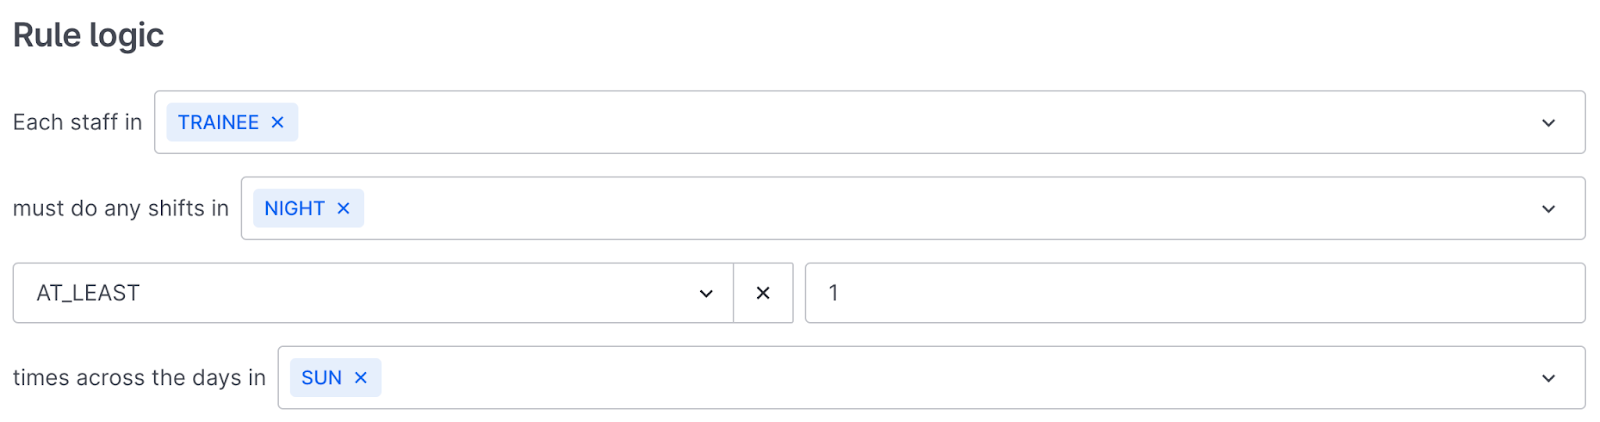 Rule logic
Each staff in TRAINEE ×
must do any shifts in NIGHT ×
AT_LEAST × 1
times across the days in SUN ×